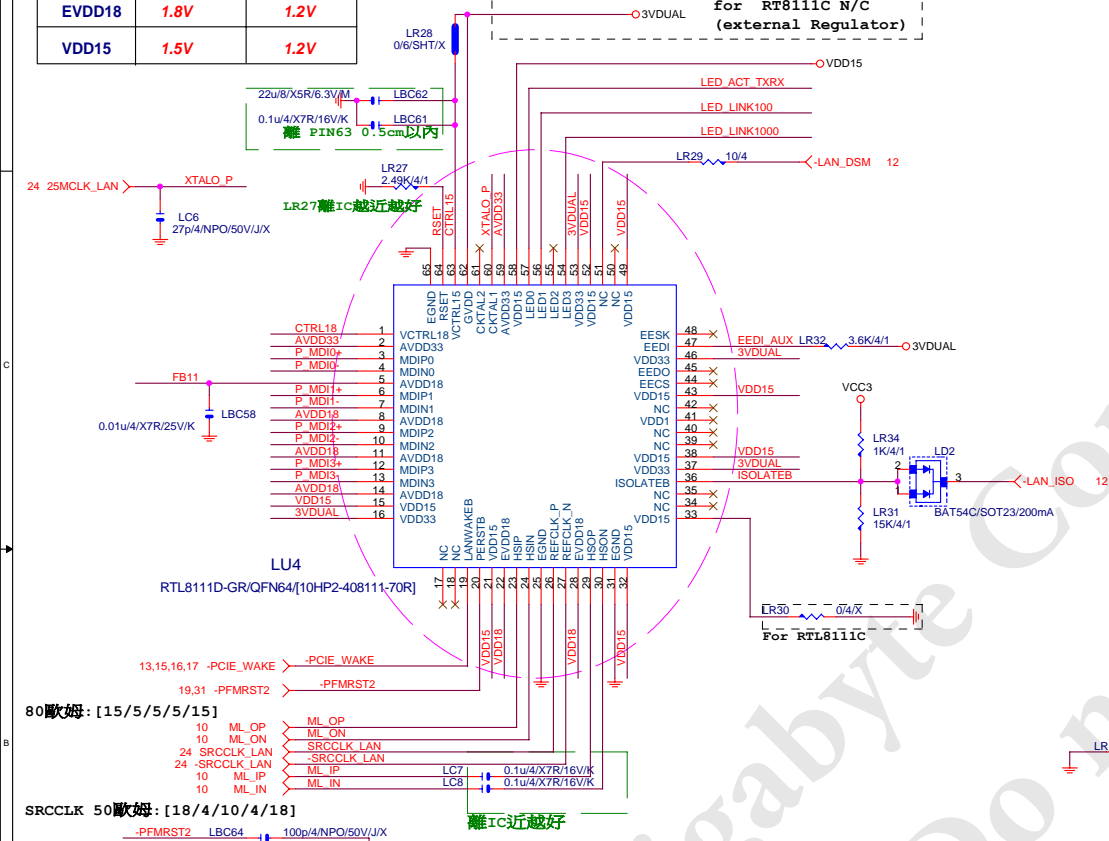 EVDD18 1.8V 1.2V
VDD15 1.5V 1.2V
for RT8111C N/C
(external Regulator)
3VDUAL
LR28
0/6/SHT/X
VDD15
22u/8/X5R/6.3V/M LBC62
0.1u/4/X7R/16V/K LBC61
離 PIN63 0.5cm以內
LED_ACT_TXRX
LED_LINK100
LED_LINK1000
LR29 10/4 -LAN_DSM 12
24 25MCLK_LAN XTALO_P
LC6
27p/4/NPO/50V/J/X
LR27
2.49K/4/1
LR27離IC越近越好
RSET
CTRL15
XTALO_P
AVDD33
3VDUAL
VDD15
VDD15
65 64 63 62 61 60 59 58 57 56 55 54 53 52 51 50 49
EGND
RSET
VCTRL15
GVDD
CKTAL2
CKTAL1
AVDD33
VDD15
LED0
LED1
LED2
LED3
VDD33
VDD15
NC
NC
VDD15
CTRL18 1 VCTRL18
AVDD33 2 AVDD33
P_MDI0+ 3 MDIP0
P_MDI0- 4 MDIN0
FB11 5 AVDD18
P_MDI1+ 6 MDIP1
P_MDI1- 7 MDIN1
AVDD18 8 AVDD18
P_MDI2+ 9 MDIP2
P_MDI2- 10 MDIN2
AVDD18 11 AVDD18
P_MDI3+ 12 MDIP3
P_MDI3- 13 MDIN3
AVDD18 14 AVDD18
VDD15 15 VDD15
3VDUAL 16 VDD33
LBC58
0.01u/4/X7R/25V/K
EESK 48
EEDI 47 EEDI_AUX LR32 3.6K/4/1 3VDUAL
VDD33 46 3VDUAL
EEDO 45
EECS 44
VDD15 43 VDD15
NC 42
VDD1 41
NC 40
NC 39
VDD15 38 VDD15
VDD33 37 3VDUAL
ISOLATEB 36 ISOLATEB
NC 35
NC 34
VDD15 33
VCC3
LR34
1K/4/1
LD2
2
1
3
-LAN_ISO 12
BAT54C/SOT23/200mA
LR31
15K/4/1
NC
NC
LANWAKEB
PERSTB
VDD15
EVDD18
HSIP
HSIN
EGND
REFCLK_P
REFCLK_N
EVDD18
HSOP
HSON
EGND
VDD15
17 18 19 20 21 22 23 24 25 26 27 28 29 30 31 32
LU4
RTL8111D-GR/QFN64/[10HP2-408111-70R]
VDD15
VDD18
VDD18
VDD15
LR30 0/4/X
For RTL8111C
13,15,16,17 -PCIE_WAKE -PCIE_WAKE
19,31 -PFMRST2 -PFMRST2
80歐姆:[15/5/5/5/15]
10 ML_OP ML_OP
10 ML_ON ML_ON
24 SRCCLK_LAN SRCCLK_LAN
24 -SRCCLK_LAN -SRCCLK_LAN
10 ML_IP ML_IP LC7 0.1u/4/X7R/16V/K
10 ML_IN ML_IN LC8 0.1u/4/X7R/16V/K
SRCCLK 50歐姆:[18/4/10/4/18]
離IC近越好
-PFMRST2 LBC64 100p/4/NPO/50V/J/X
C
B
LR